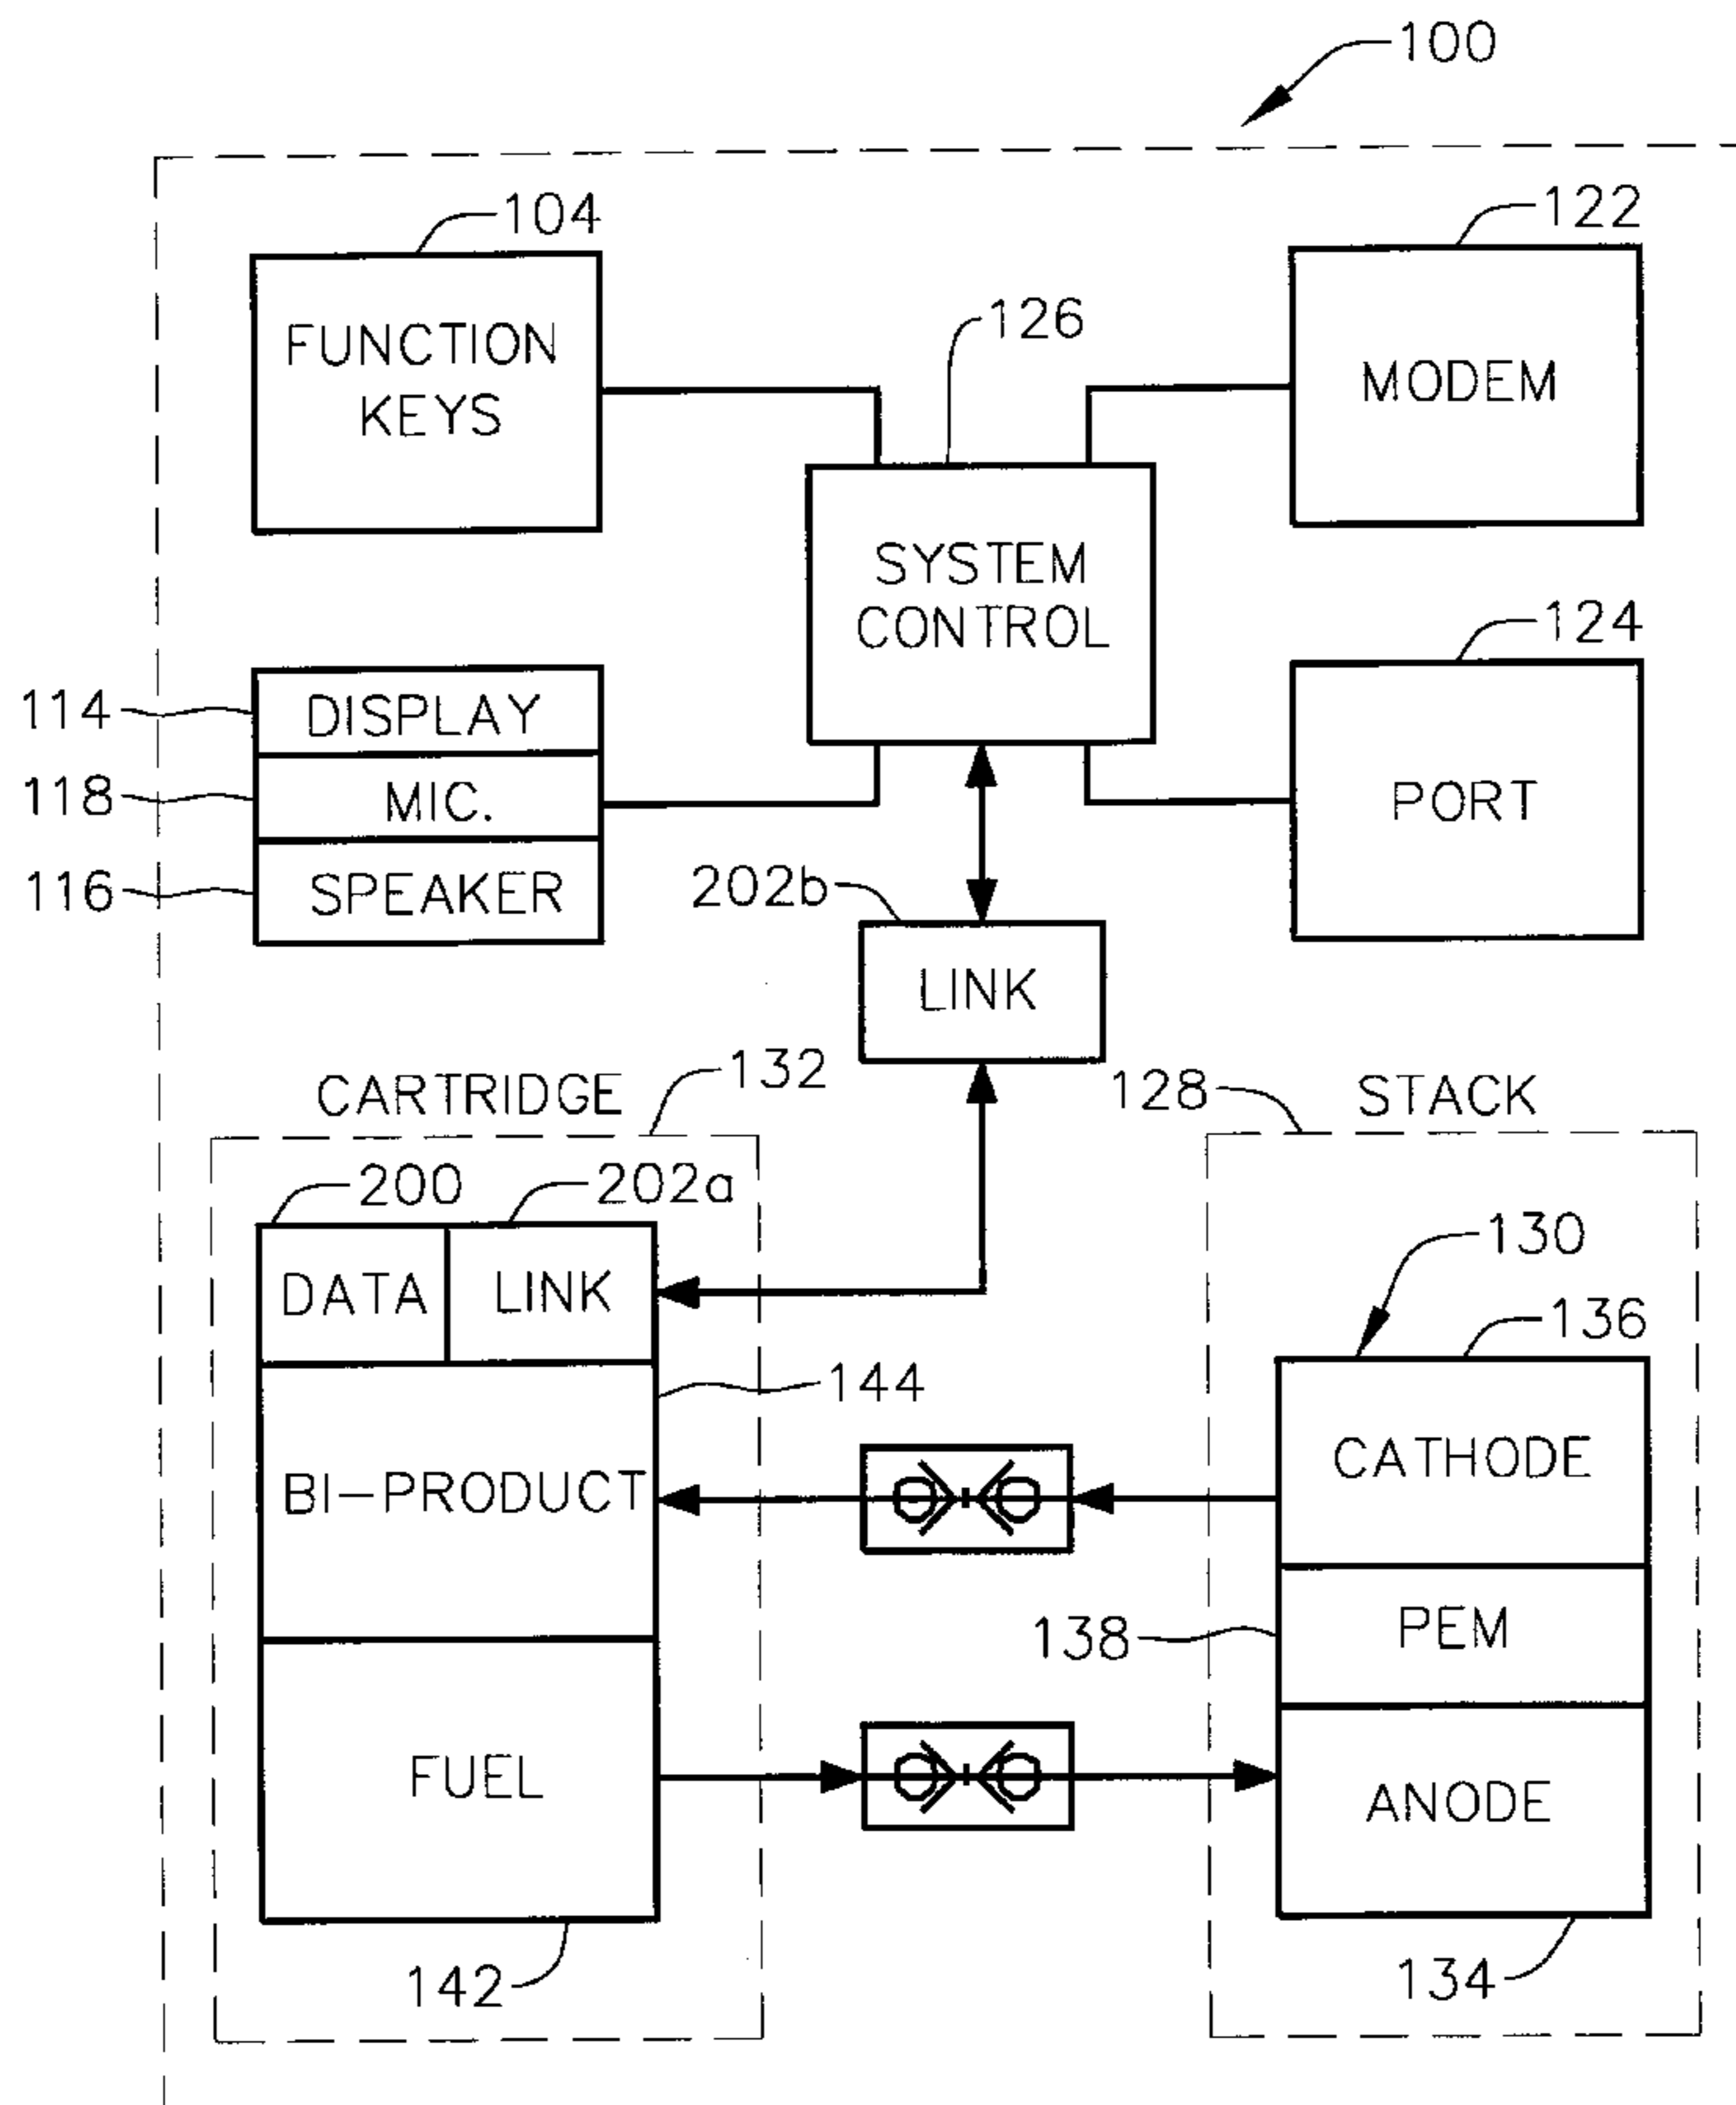 100
104
122
FUNCTION
KEYS
126
MODEM
SYSTEM
CONTROL
124
114
DISPLAY
118
MIC.
PORT
116
SPEAKER
202b
LINK
CARTRIDGE
132
128
STACK
200
202a
130
DATA
LINK
136
144
CATHODE
BI-PRODUCT
138
PEM
FUEL
ANODE
142
134